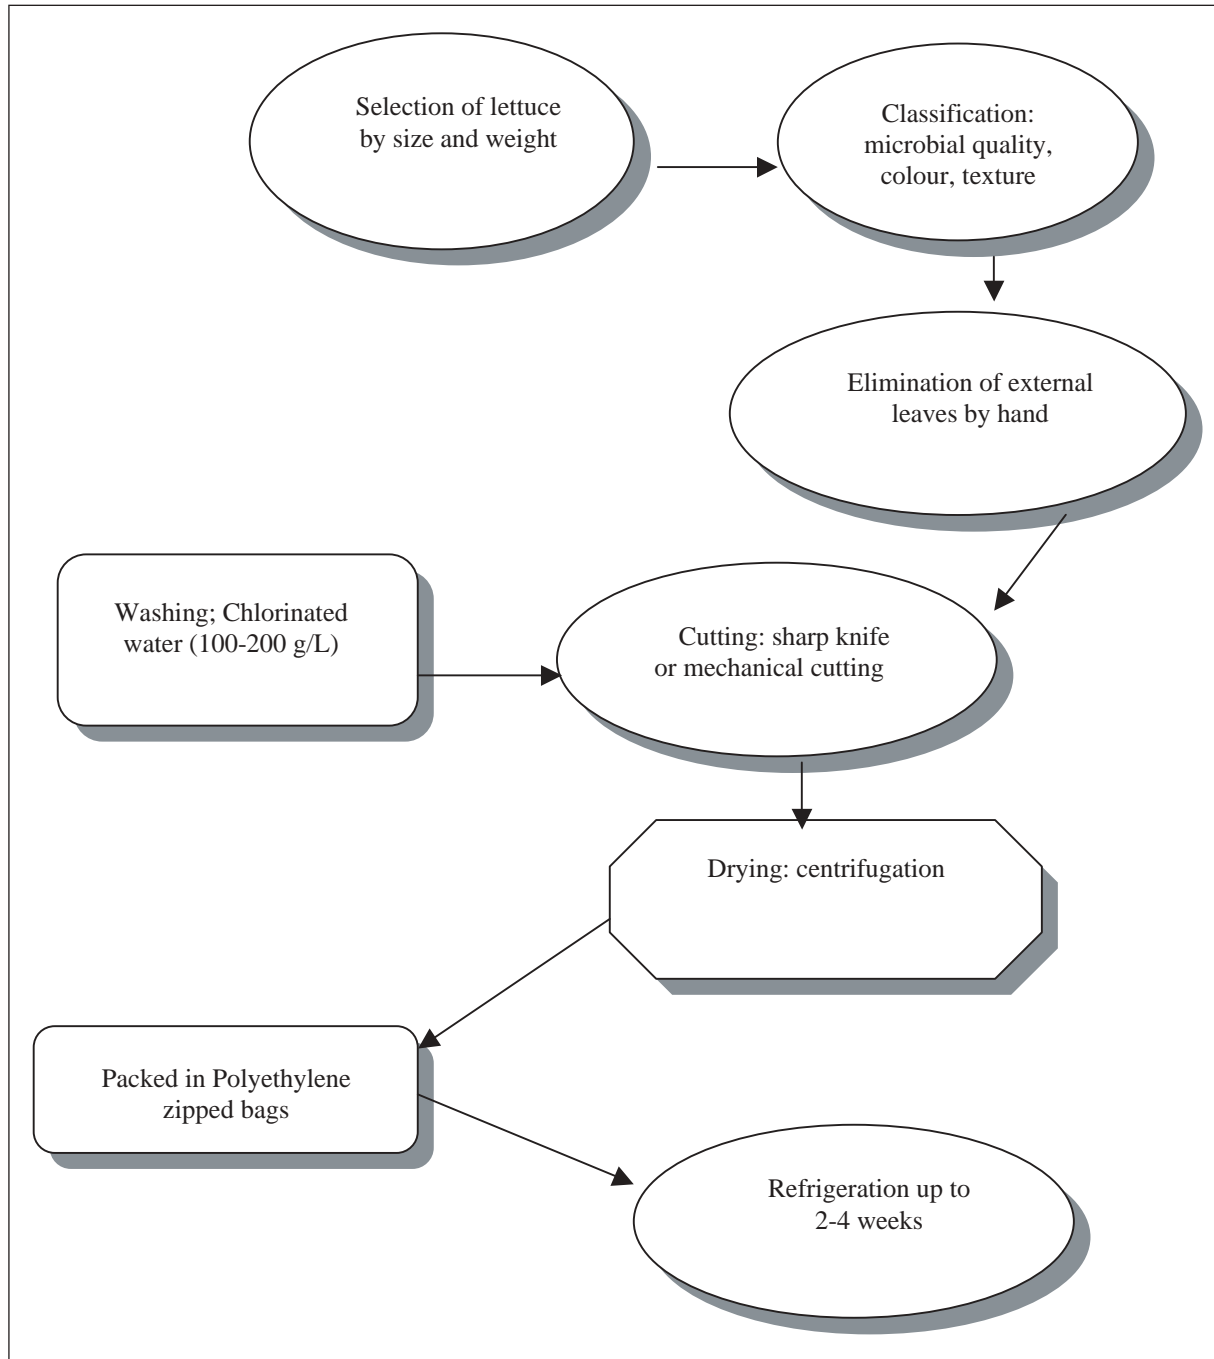 Selection of lettuce
by size and weight
Classification:
microbial quality,
colour, texture
Elimination of external
leaves by hand
Washing; Chlorinated
water (100-200 g/L)
Cutting: sharp knife
or mechanical cutting
Drying: centrifugation
Packed in Polyethylene
zipped bags
Refrigeration up to
2-4 weeks